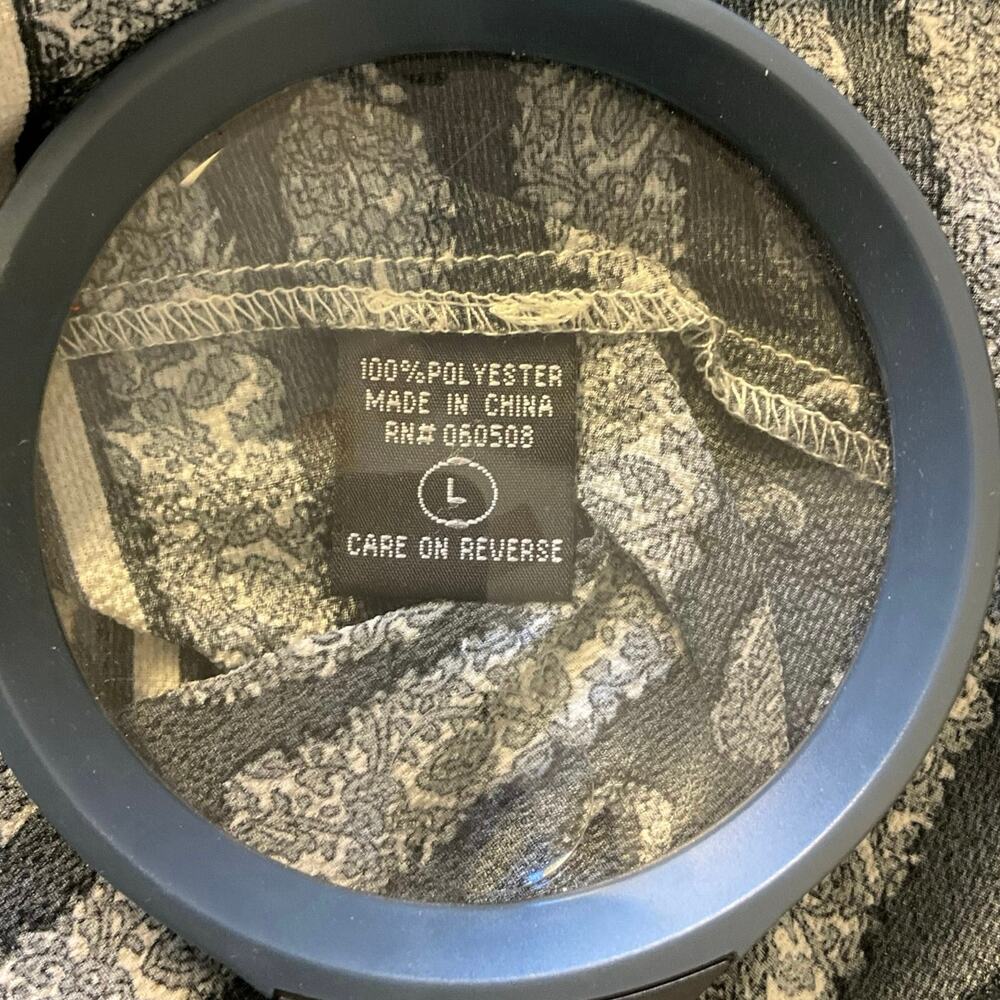 100%POLYESTER
MADE IN CHINA
RN# 060508
L
CARE ON REVERSE